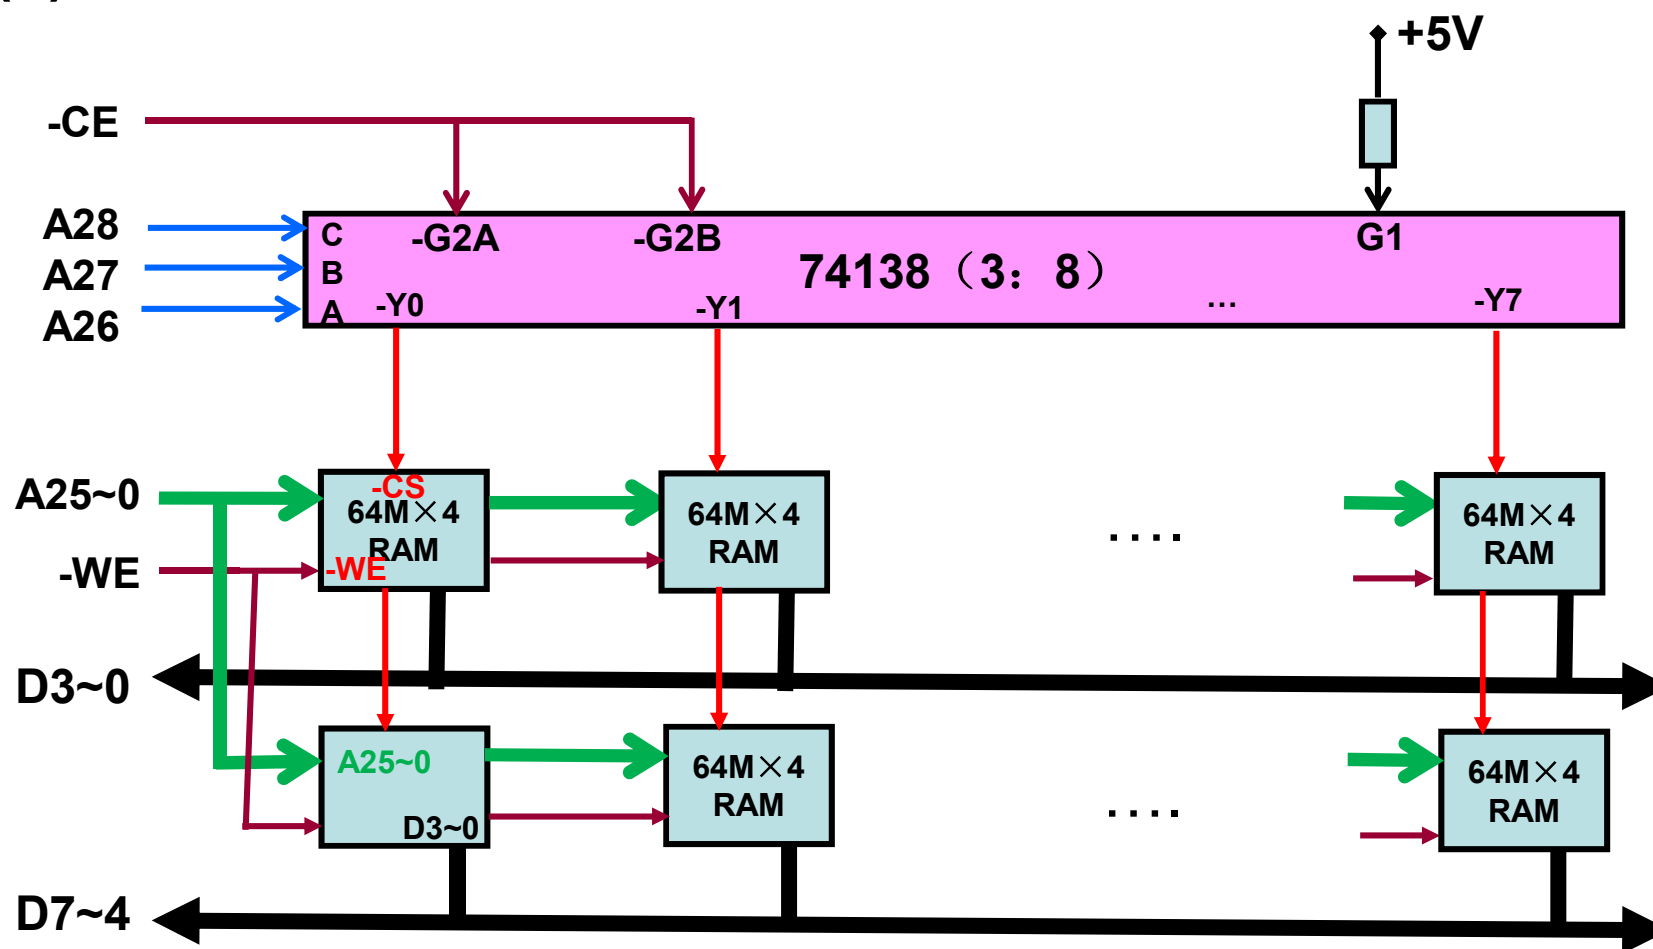 +5V
-CE
A28
A27
A26
C
B
A
-G2A
-G2B
G1
74138（3：8）
-Y0
-Y1
...
-Y7
A25~0
-WE
-CS
64M×4
RAM
-WE
64M×4
RAM
....
64M×4
RAM
D3~0
A25~0
D3~0
64M×4
RAM
....
64M×4
RAM
D7~4